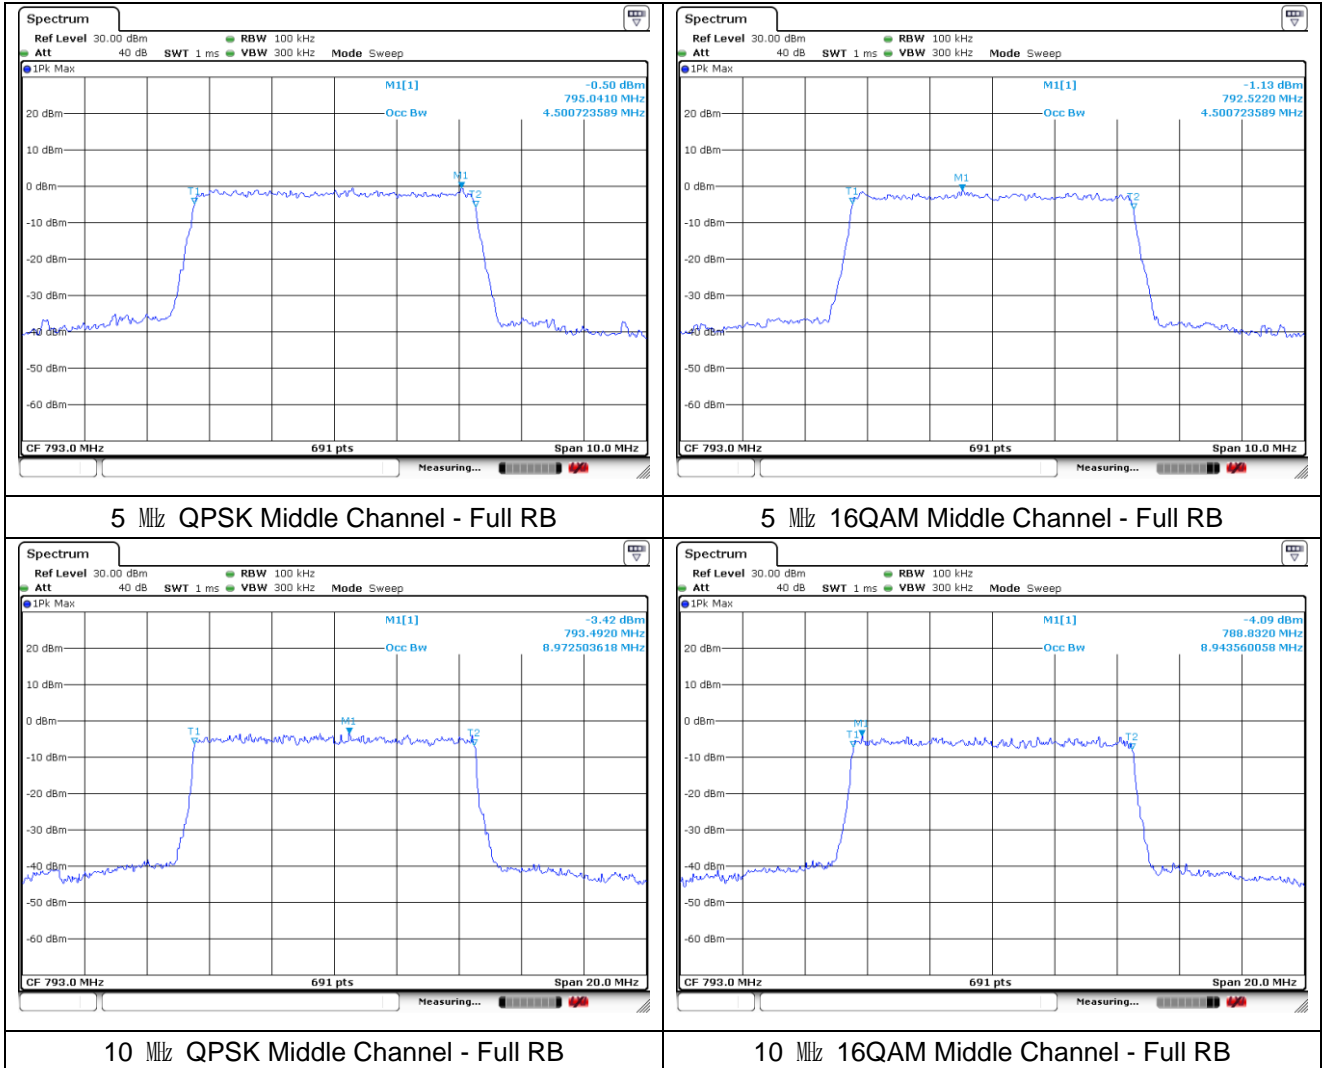 Spectrum
Ref Level 30.00 dBm RBW 100 kHz
Att 40 dB SWT 1 ms VBW 300 kHz Mode Sweep
1Pk Max
M1[1] -0.50 dBm
795.0410 MHz
Occ Bw 4.500723589 MHz
20 dBm
10 dBm
0 dBm
-10 dBm
-20 dBm
-30 dBm
-40 dBm
-50 dBm
-60 dBm
T1
M1
T2
CF 793.0 MHz 691 pts Span 10.0 MHz
Measuring...
5 ㎒ QPSK Middle Channel - Full RB
Spectrum
Ref Level 30.00 dBm RBW 100 kHz
Att 40 dB SWT 1 ms VBW 300 kHz Mode Sweep
1Pk Max
M1[1] -1.13 dBm
792.5220 MHz
Occ Bw 4.500723589 MHz
20 dBm
10 dBm
0 dBm
-10 dBm
-20 dBm
-30 dBm
-40 dBm
-50 dBm
-60 dBm
T1
M1
T2
CF 793.0 MHz 691 pts Span 10.0 MHz
Measuring...
5 ㎒ 16QAM Middle Channel - Full RB
Spectrum
Ref Level 30.00 dBm RBW 100 kHz
Att 40 dB SWT 1 ms VBW 300 kHz Mode Sweep
1Pk Max
M1[1] -3.42 dBm
793.4920 MHz
Occ Bw 8.972503618 MHz
20 dBm
10 dBm
0 dBm
-10 dBm
-20 dBm
-30 dBm
-40 dBm
-50 dBm
-60 dBm
T1
M1
T2
CF 793.0 MHz 691 pts Span 20.0 MHz
Measuring...
10 ㎒ QPSK Middle Channel - Full RB
Spectrum
Ref Level 30.00 dBm RBW 100 kHz
Att 40 dB SWT 1 ms VBW 300 kHz Mode Sweep
1Pk Max
M1[1] -4.09 dBm
788.8320 MHz
Occ Bw 8.943560058 MHz
20 dBm
10 dBm
0 dBm
-10 dBm
-20 dBm
-30 dBm
-40 dBm
-50 dBm
-60 dBm
T1
M1
T2
CF 793.0 MHz 691 pts Span 20.0 MHz
Measuring...
10 ㎒ 16QAM Middle Channel - Full RB